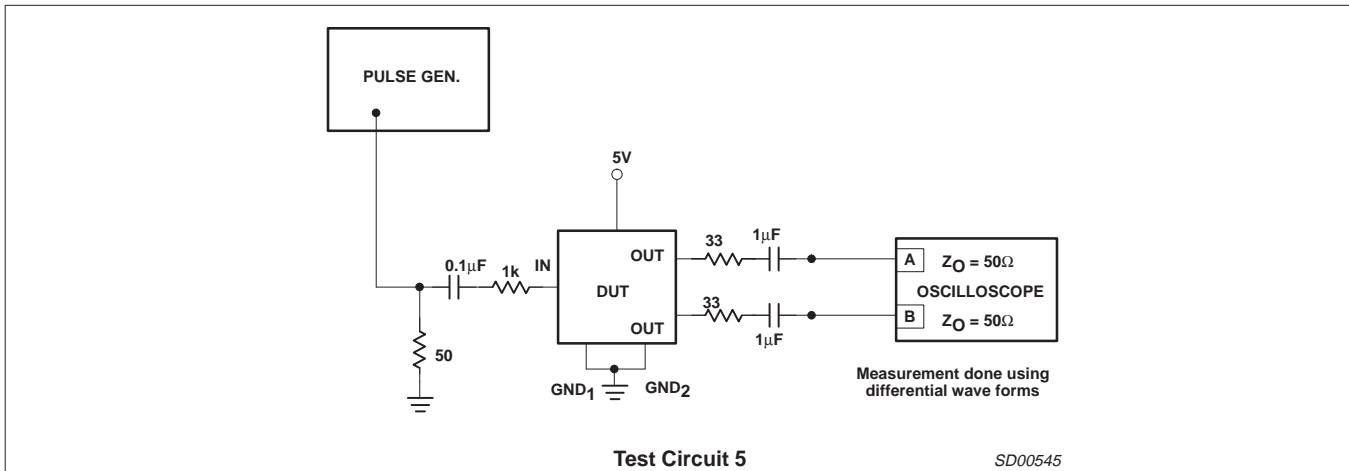 PULSE GEN.
5V
0.1μF
1k
IN
OUT
DUT
OUT
33
1μF
33
1μF
A ZO = 50Ω
OSCILLOSCOPE
B ZO = 50Ω
50
GND1
GND2
Measurement done using
differential wave forms
Test Circuit 5
SD00545